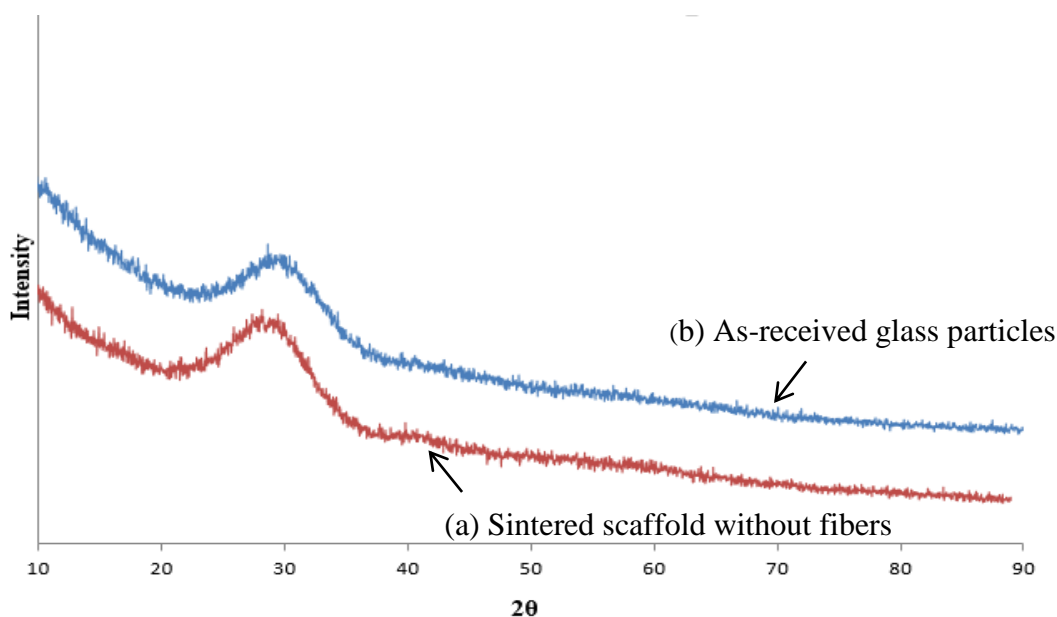 Intensity
(b) As-received glass particles
(a) Sintered scaffold without fibers
10 20 30 40 50 60 70 80 90
2θ